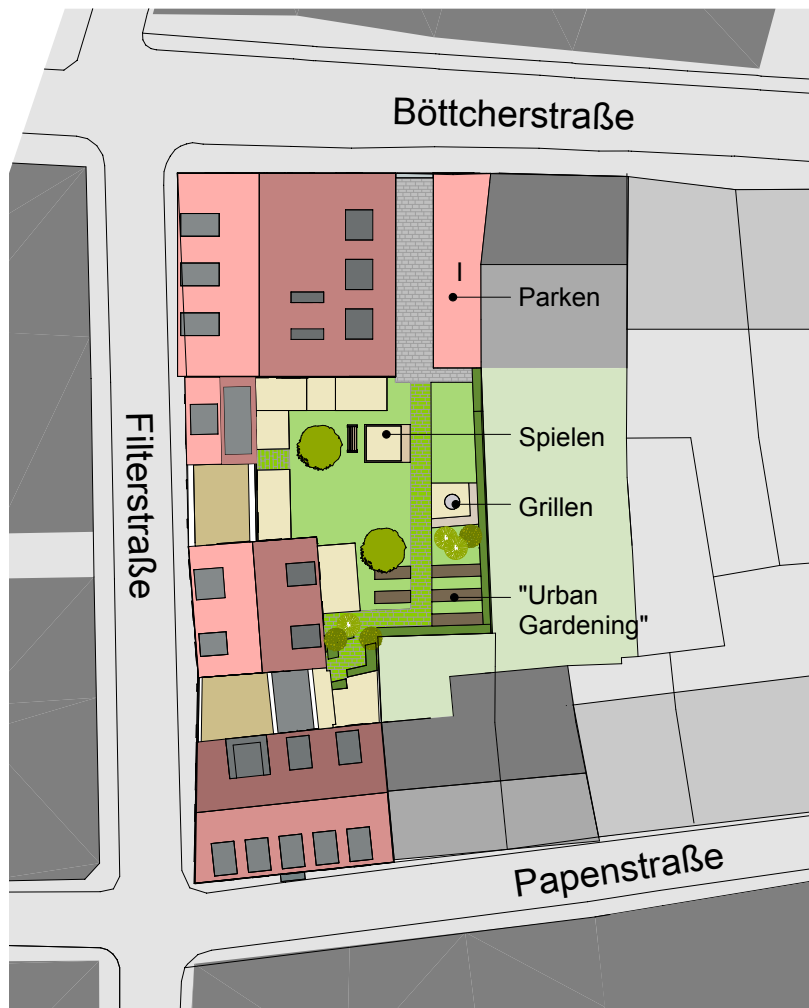 Böttcherstraße
I
Parken
Spielen
Filterstraße
Grillen
"Urban
Gardening"
Papenstraße